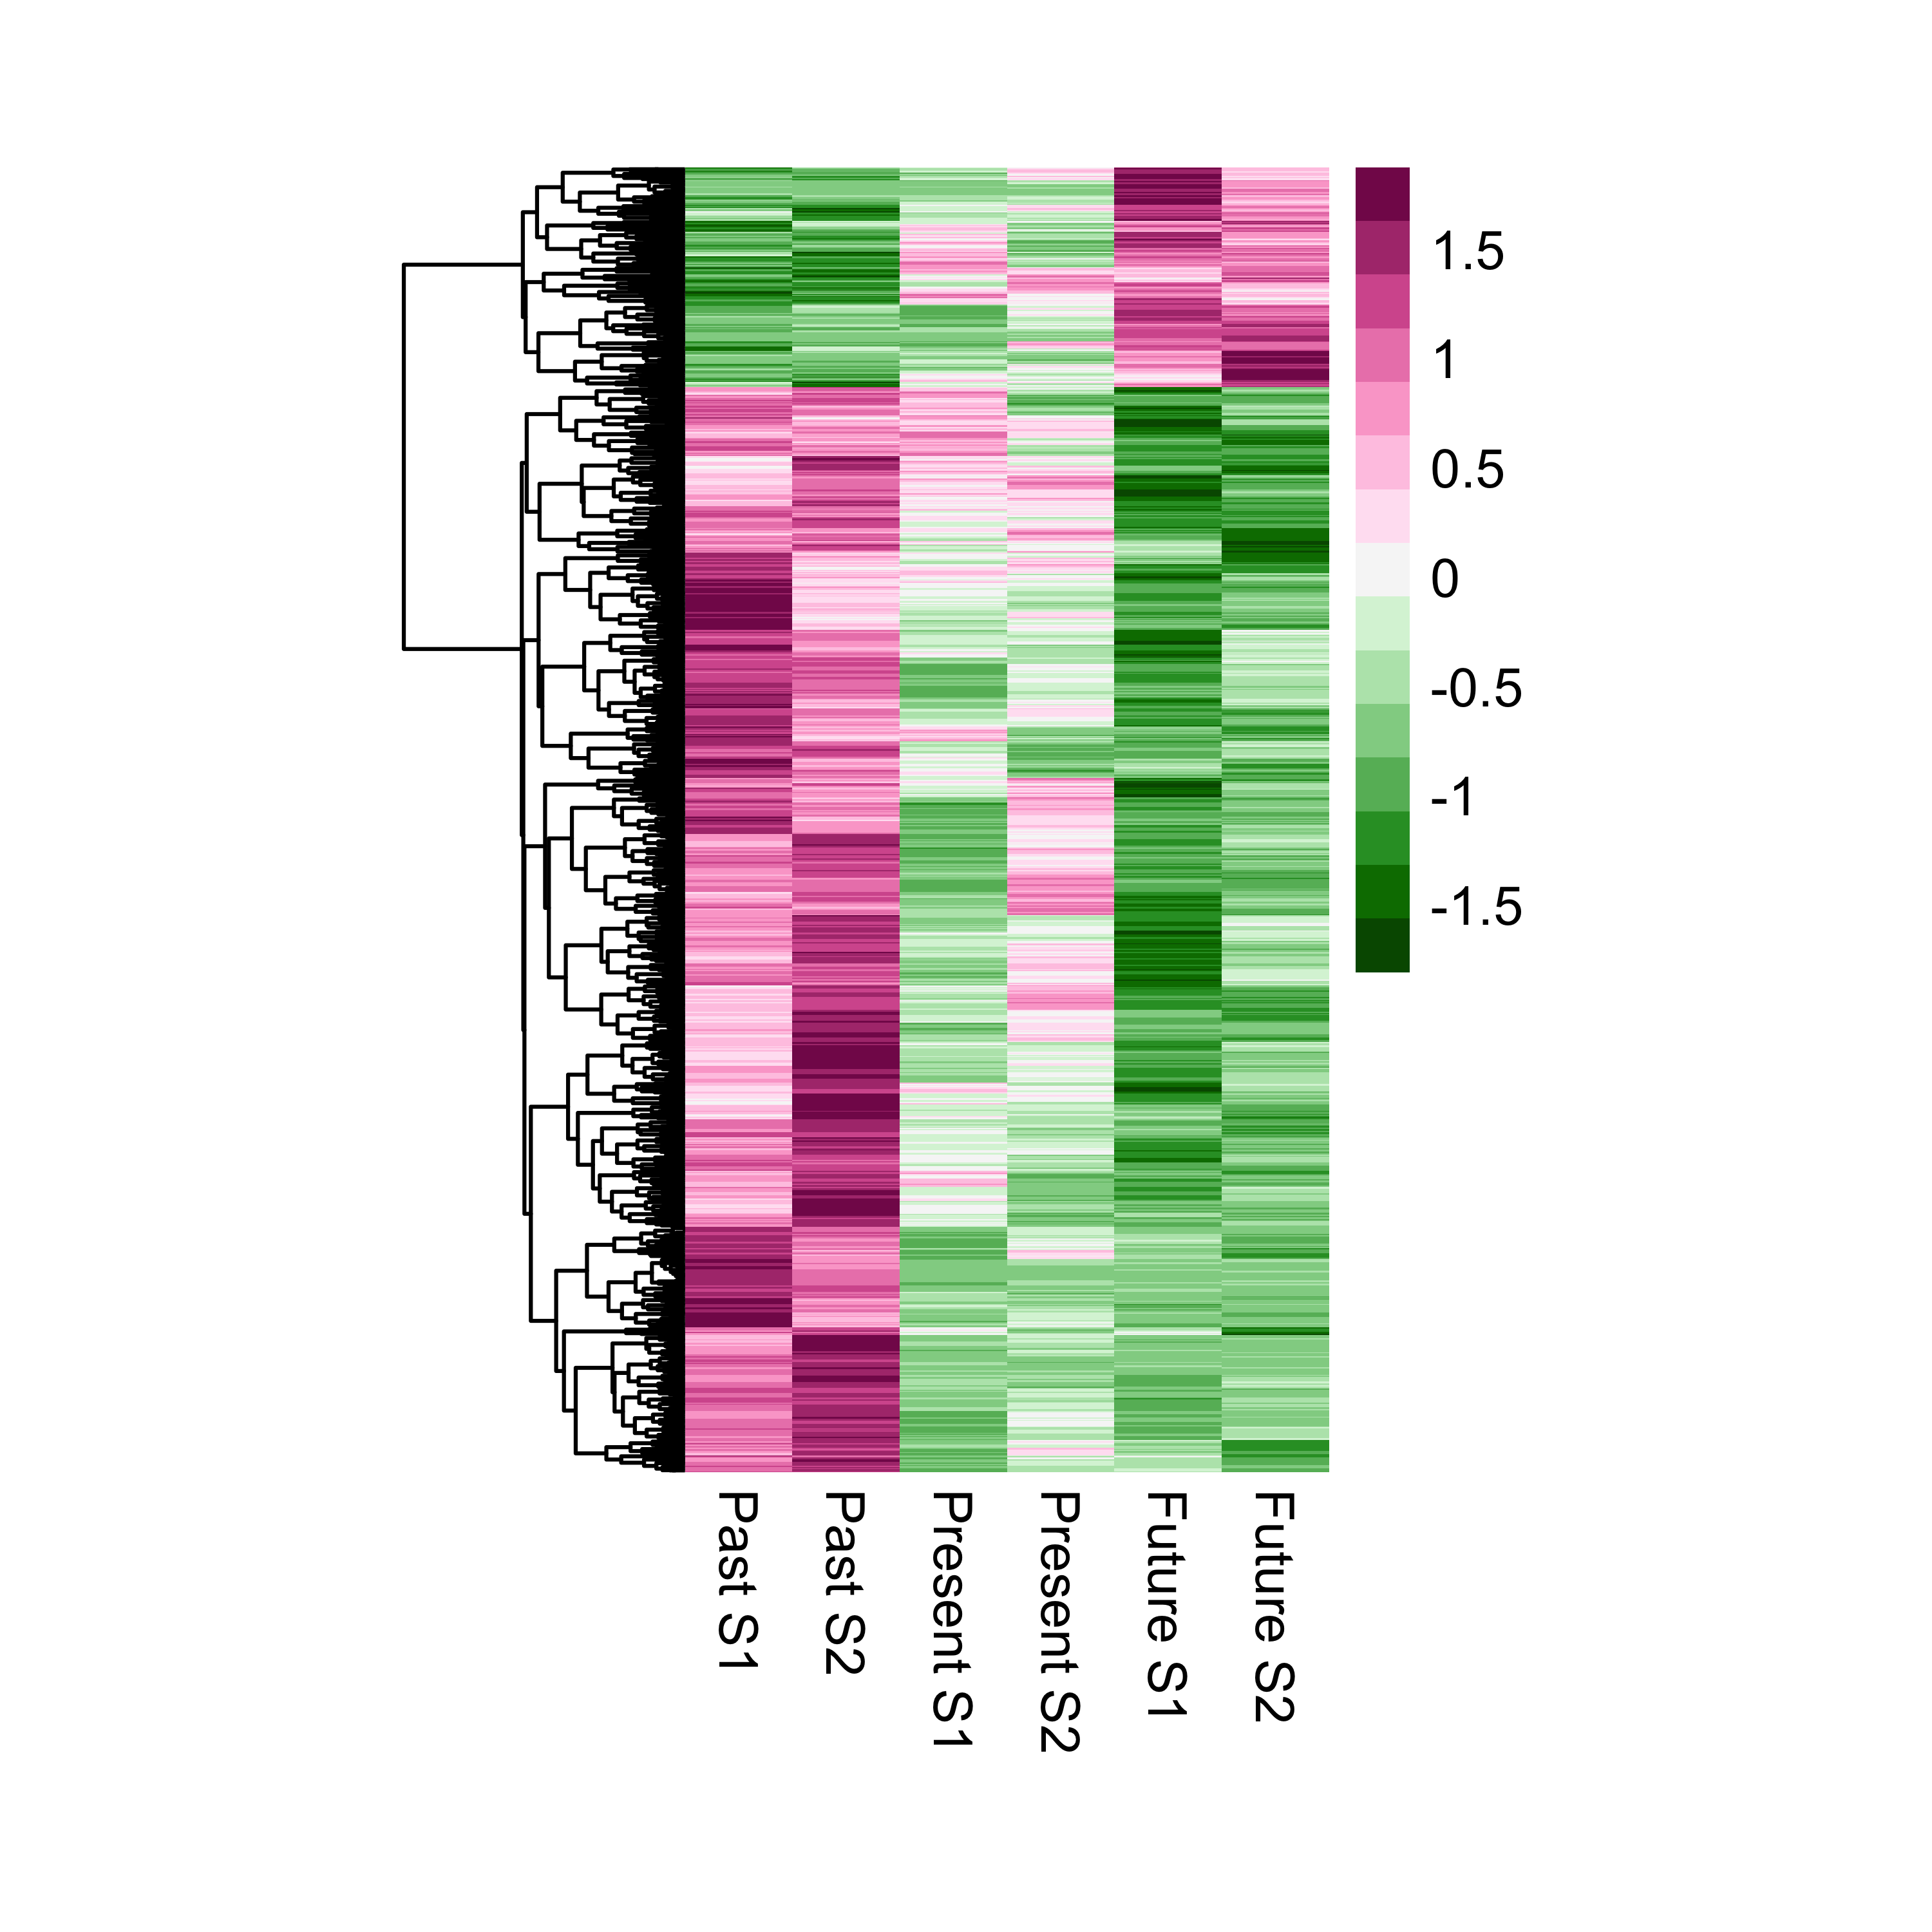 1.5
1
0.5
0
-0.5
-1
-1.5
Past S1
Past S2
Present S1
Present S2
Future S1
Future S2